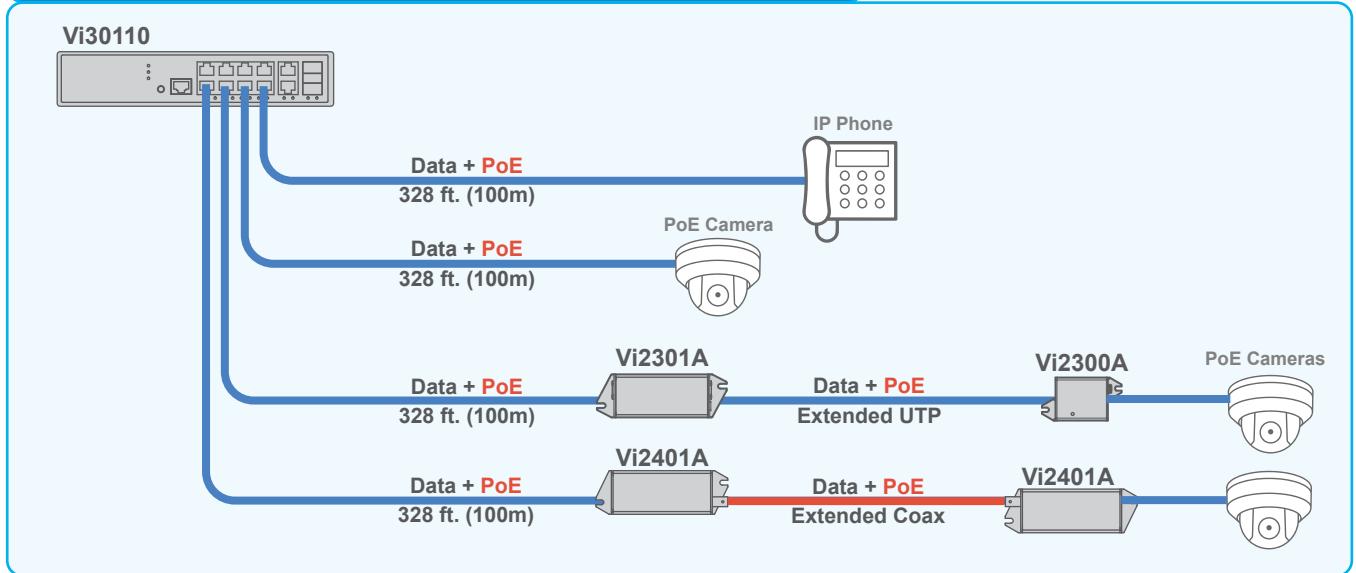 Vi30110
IP Phone
Data + PoE
328 ft. (100m)
PoE Camera
Data + PoE
328 ft. (100m)
Vi2301A
Vi2300A
PoE Cameras
Data + PoE
328 ft. (100m)
Data + PoE
Extended UTP
Vi2401A
Vi2401A
Data + PoE
328 ft. (100m)
Data + PoE
Extended Coax